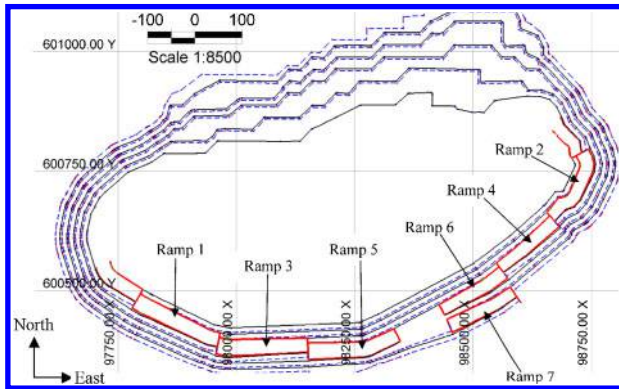 -100 0 100
601000.00 Y
Scale 1:8500
600750.00 Y
Ramp 2
Ramp 4
Ramp 6
Ramp 1
Ramp 3
Ramp 5
600500.00 Y
97750.00 X
98000.00 X
98250.00 X
98500.00 X
98750.00 X
North
East
Ramp 7